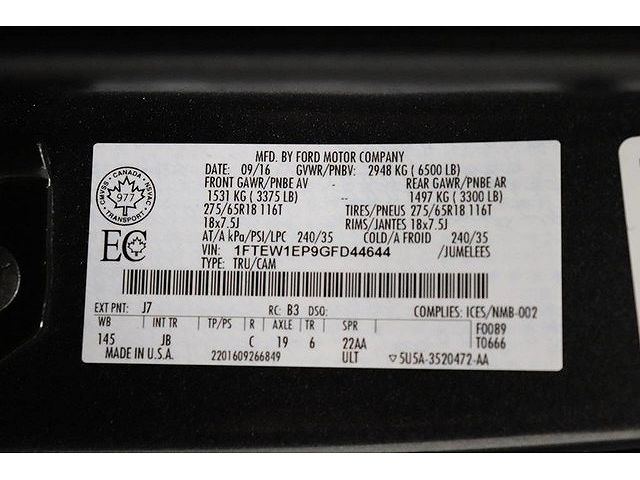 MFD. BY FORD MOTOR COMPANY
DATE: 09/16 GVWR/PNBV: 2948 KG ( 6500 LB)
FRONT GAWR/PNBE AV REAR GAWR/PNBE AR
1531 KG ( 3375 LB) 1497 KG ( 3300 LB)
275/65R18 116T TIRES/PNEUS 275/65R18 116T
18x7.5J RIMS/JANTES 18x7.5J
AT/A kPa/PSI/LPC 240/35 COLD/A FROID 240/35
VIN: 1FTEW1EP9GFD44644 /JUMELEES
TYPE: TRU/CAM
CANADA
CMVSS NSVAC
977
TRANSPORT
EC
EXT PNT: J7 RC: B3 DSO: COMPLIES: ICES/NMB-002
WB INT TR TP/PS R AXLE TR SPR F0089
145 JB C 19 6 22AA T0666
MADE IN U.S.A. 2201609266849 ULT ▽5U5A-3520472-AA